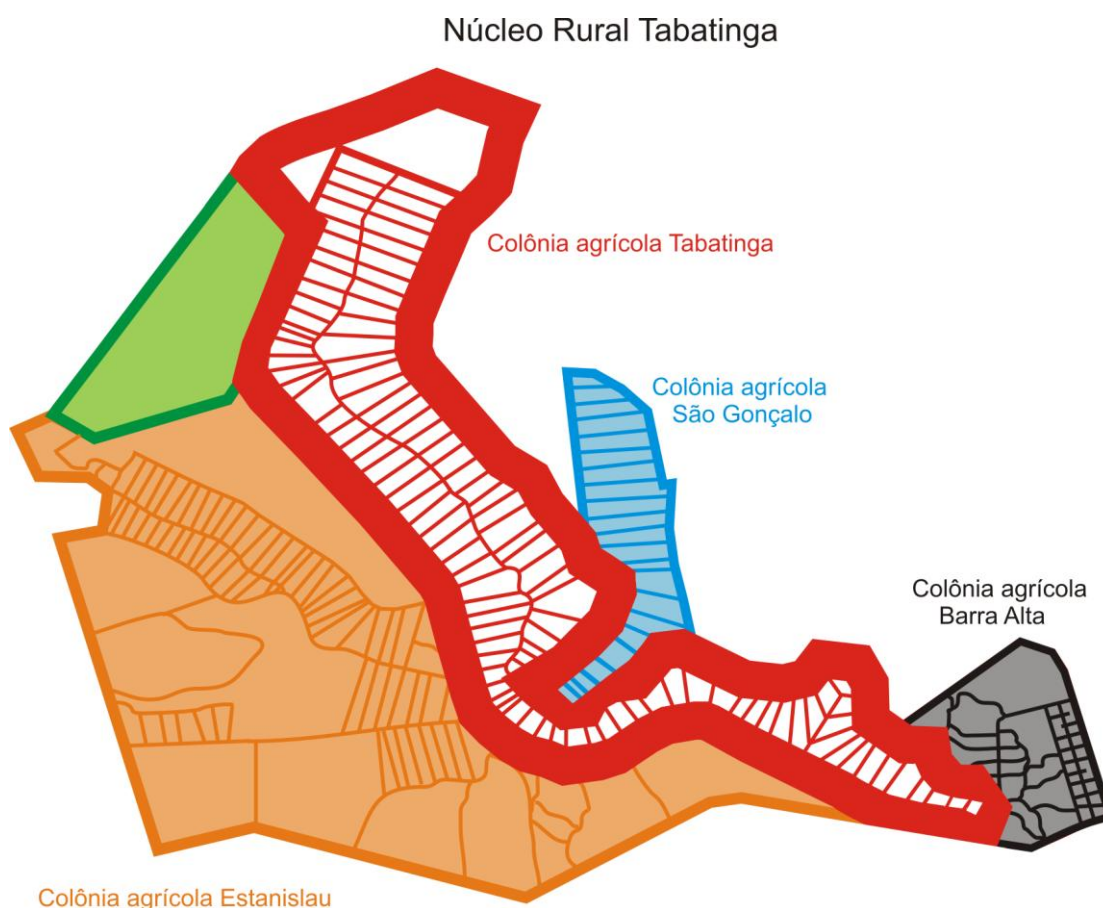 Núcleo Rural Tabatinga
Colônia agrícola Tabatinga
Colônia agrícola
São Gonçalo
Colônia agrícola
Barra Alta
Colônia agrícola Estanislau